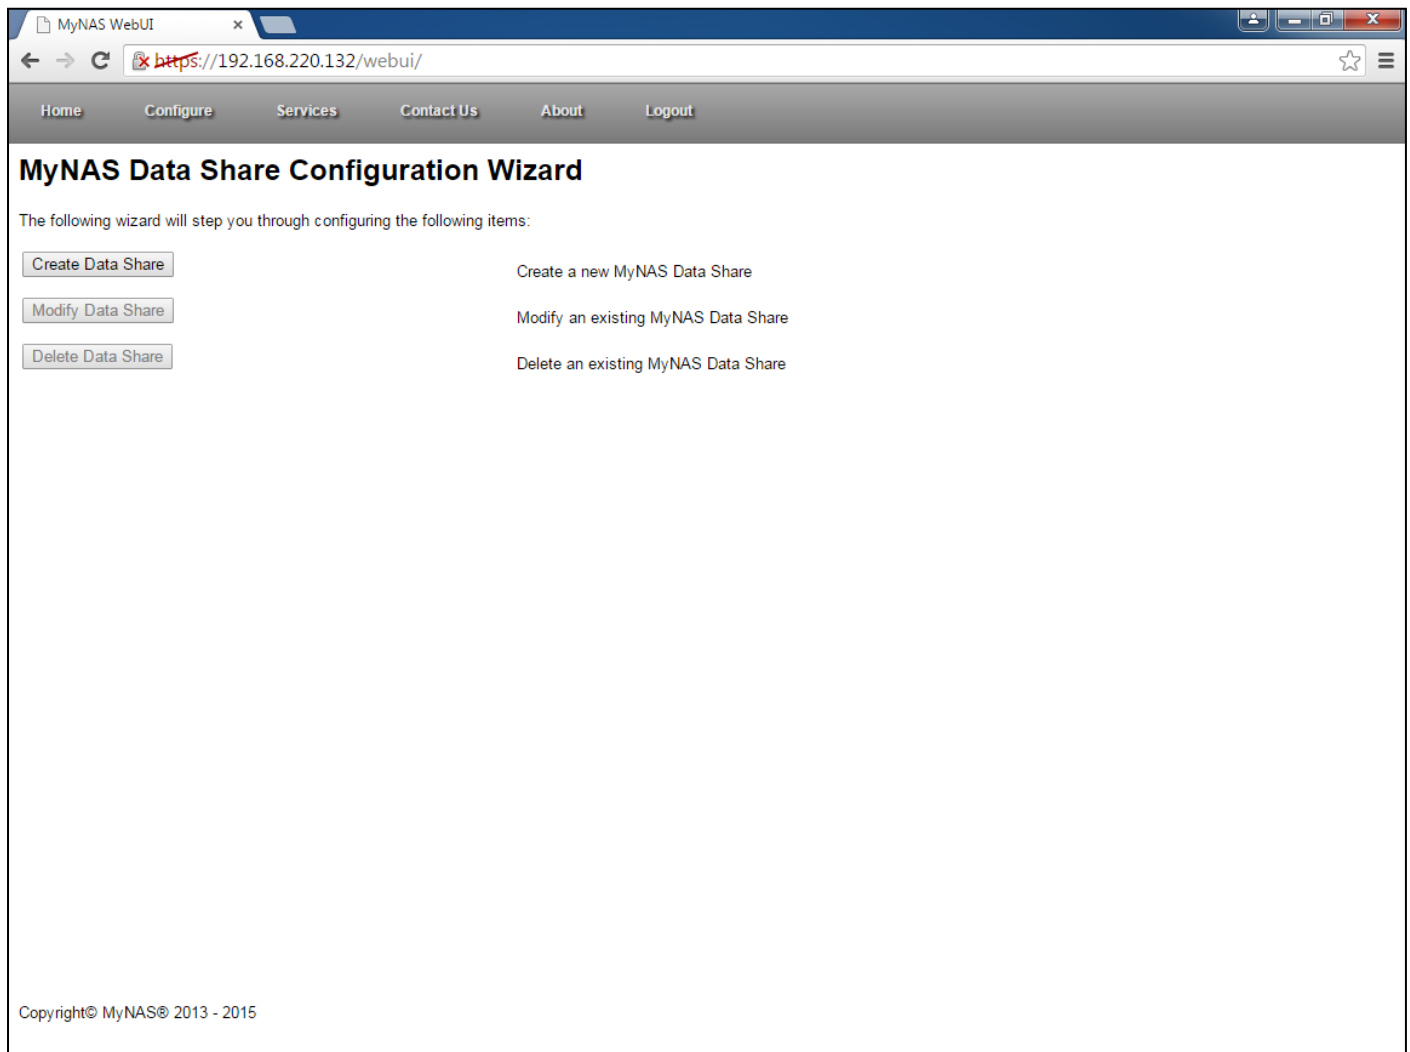 MyNAS WebUI
https://192.168.220.132/webui/
Home Configure Services Contact Us About Logout
MyNAS Data Share Configuration Wizard
The following wizard will step you through configuring the following items:
Create Data Share Create a new MyNAS Data Share
Modify Data Share Modify an existing MyNAS Data Share
Delete Data Share Delete an existing MyNAS Data Share
Copyright© MyNAS® 2013 - 2015